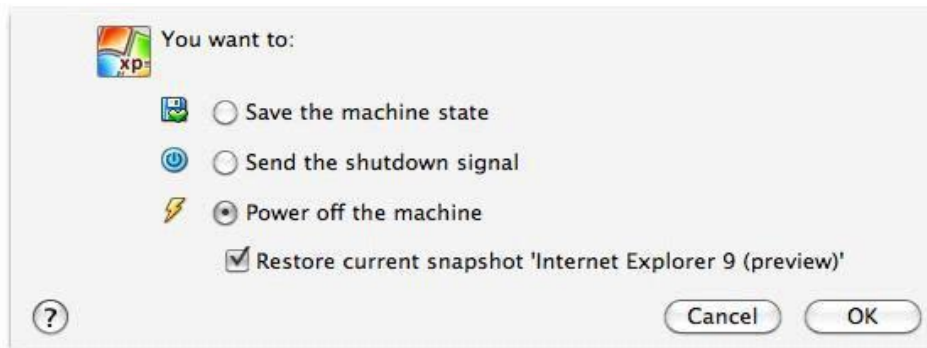 You want to:
xp
Save the machine state
Send the shutdown signal
Power off the machine
Restore current snapshot 'Internet Explorer 9 (preview)'
?
Cancel
OK